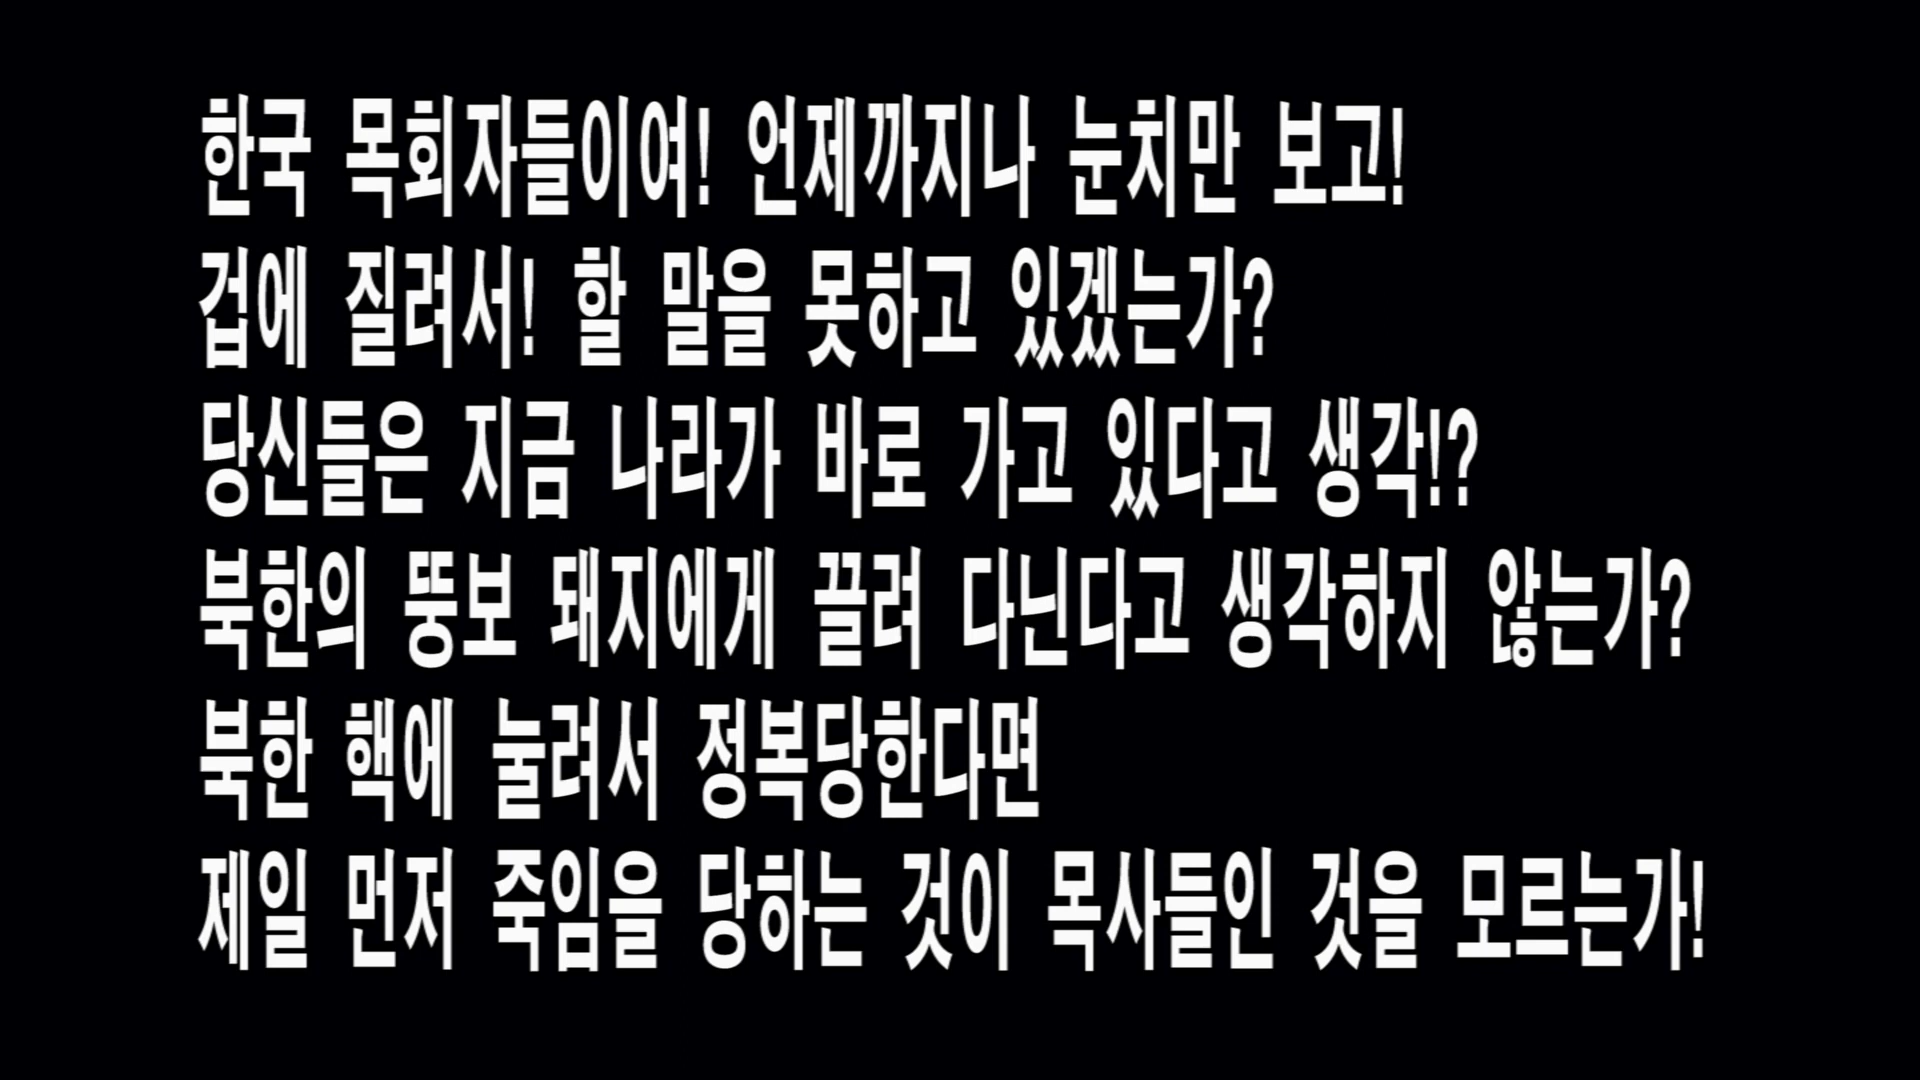 한국 목회자들이여! 언제까지나 눈치만 보고!
겁에 질려서! 할 말을 못하고 있겠는가?
당신들은 지금 나라가 바로 가고 있다고 생각!?
북한의 뚱보 돼지에게 끌려 다닌다고 생각하지 않는가?
북한 핵에 눌려서 정복당한다면
제일 먼저 죽임을 당하는 것이 목사들인 것을 모르는가!